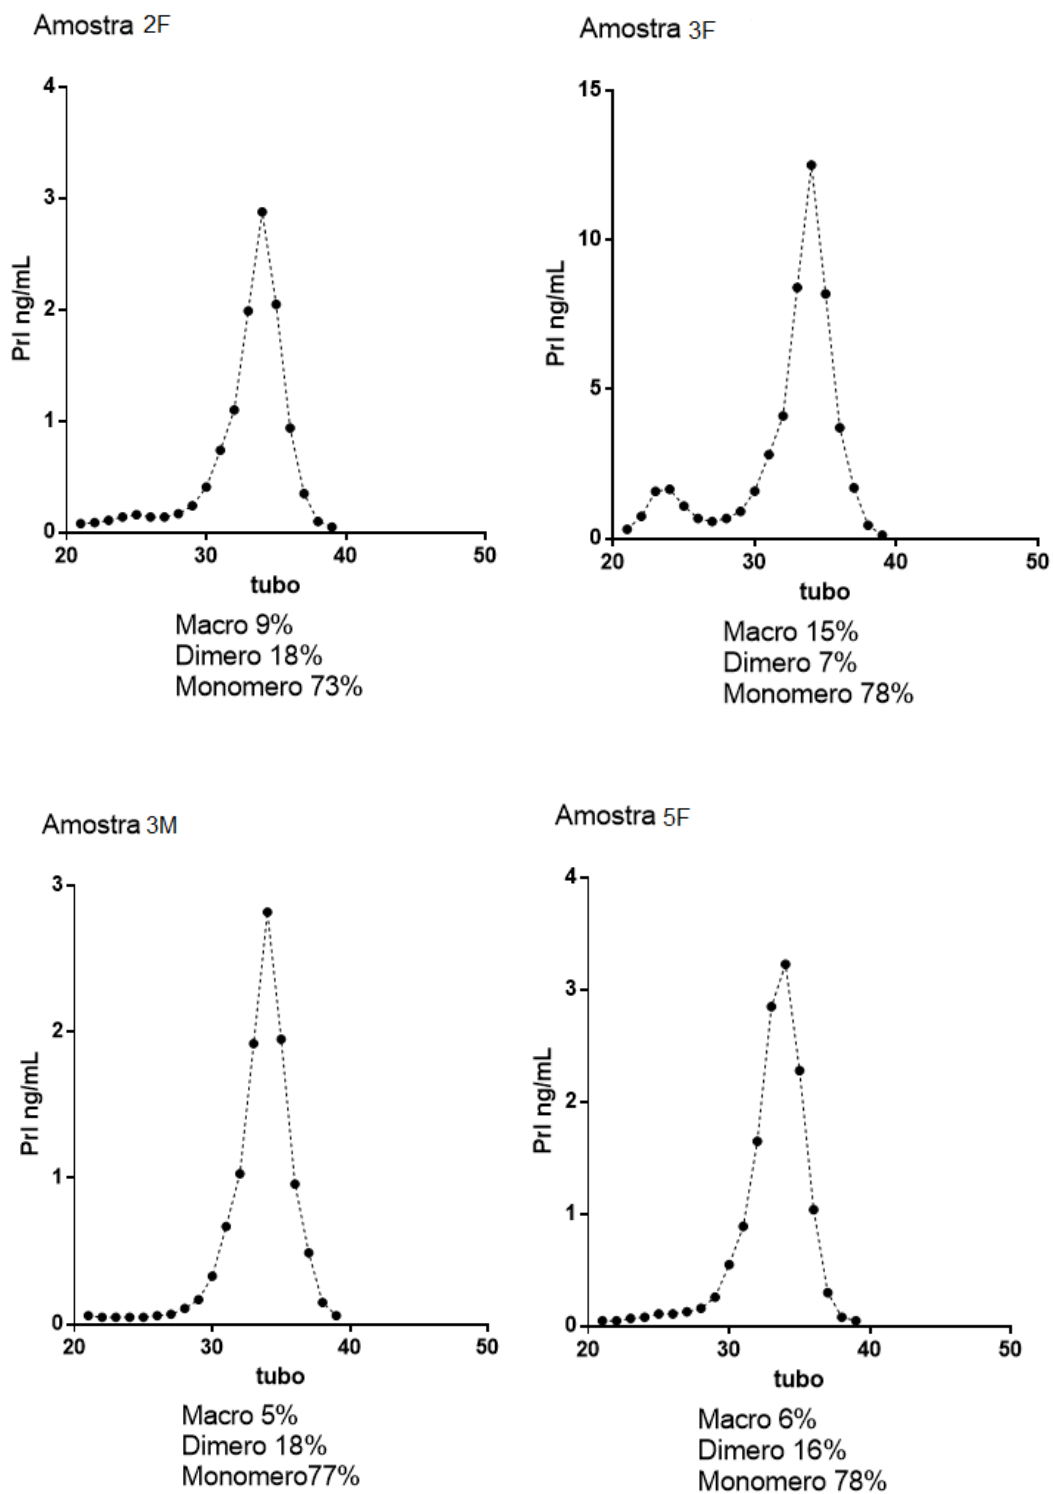 Amostra 2F
4
3
2
1
0
Prl ng/mL
20 30 40 50
tubo
Macro 9%
Dimero 18%
Monomero 73%
Amostra 3F
15
10
5
0
Prl ng/mL
20 30 40 50
tubo
Macro 15%
Dimero 7%
Monomero 78%
Amostra 3M
3
2
1
0
Prl ng/mL
20 30 40 50
tubo
Macro 5%
Dimero 18%
Monomero77%
Amostra 5F
4
3
2
1
0
Prl ng/mL
20 30 40 50
tubo
Macro 6%
Dimero 16%
Monomero 78%